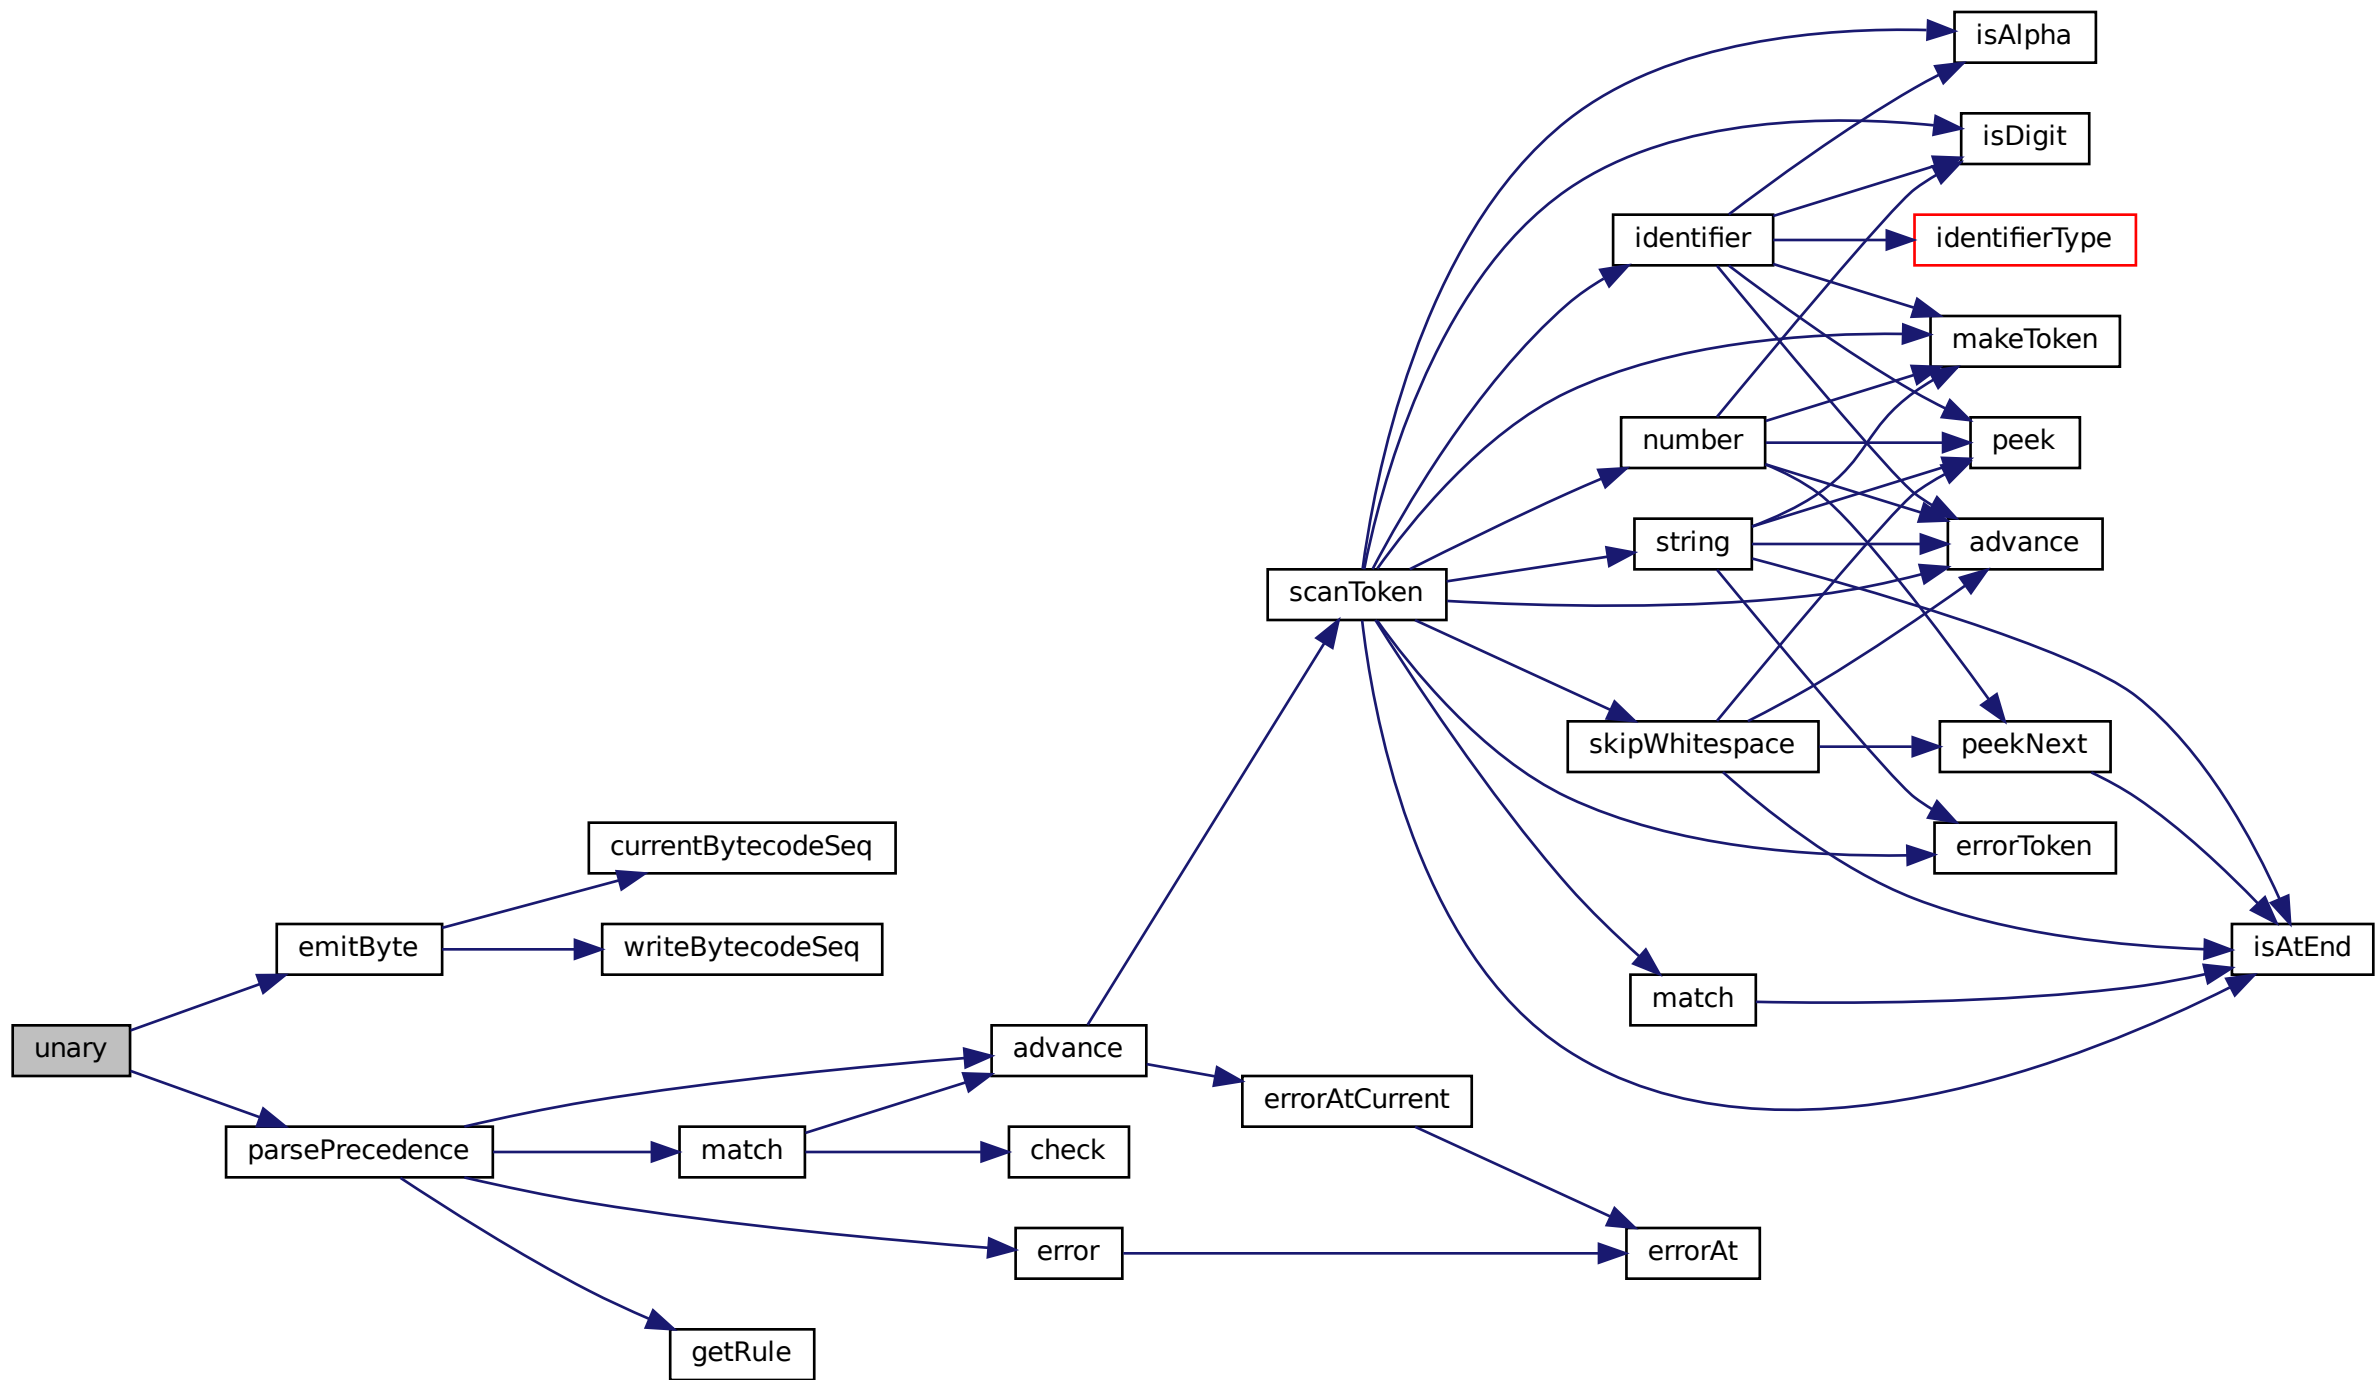 isAlpha
isDigit
identifier
identifierType
makeToken
number
peek
string
advance
scanToken
skipWhitespace
peekNext
currentBytecodeSeq
errorToken
emitByte
writeBytecodeSeq
isAtEnd
match
unary
advance
errorAtCurrent
parsePrecedence
match
check
error
errorAt
getRule